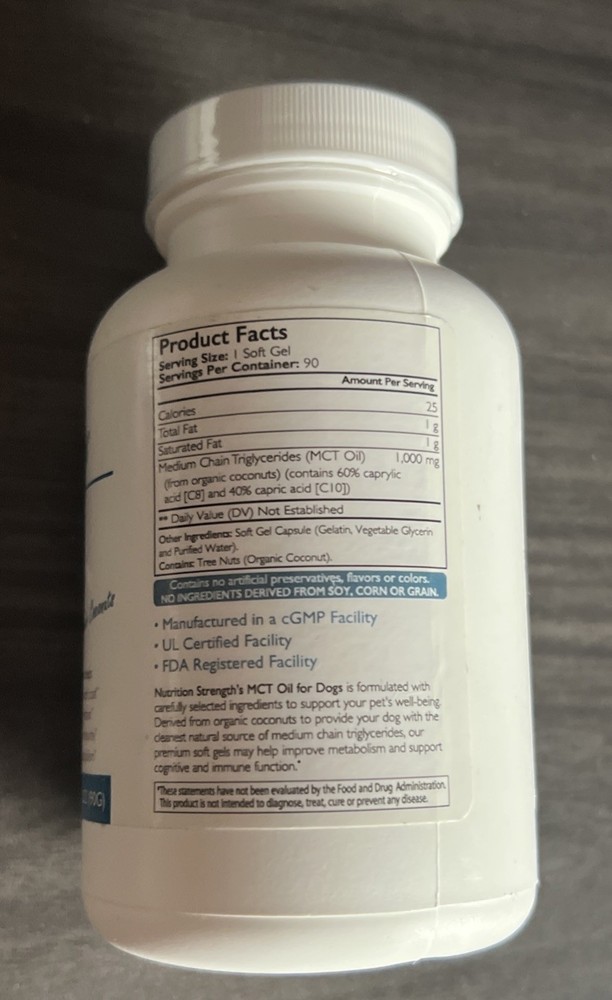 Product Facts
Serving Size: 1 Soft Gel
Servings Per Container: 90
Amount Per Serving
Calories 25
Total Fat 1 g
Saturated Fat 1 g
Medium Chain Triglycerides (MCT Oil) 1,000 mg
(from organic coconuts) (contains 60% caprylic
acid [C8] and 40% capric acid [C10])
** Daily Value (DV) Not Established
Other Ingredients: Soft Gel Capsule (Gelatin, Vegetable Glycerin
and Purified Water).
Contains: Tree Nuts (Organic Coconut).
Contains no artificial preservatives, flavors or colors.
NO INGREDIENTS DERIVED FROM SOY, CORN OR GRAIN.
• Manufactured in a cGMP Facility
• UL Certified Facility
• FDA Registered Facility
Nutrition Strength's MCT Oil for Dogs is formulated with
carefully selected ingredients to support your pet's well-being.
Derived from organic coconuts to provide your dog with the
cleanest natural source of medium chain triglycerides, our
premium soft gels may help improve metabolism and support
cognitive and immune function.*
*These statements have not been evaluated by the Food and Drug Administration.
This product is not intended to diagnose, treat, cure or prevent any disease.